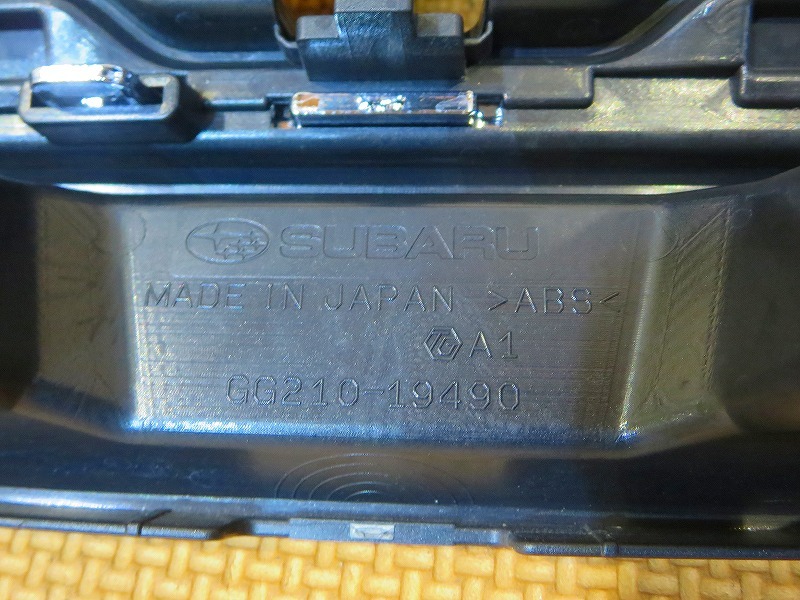 SUBARU
MADE IN JAPAN >ABS<
A1
GG210-19490